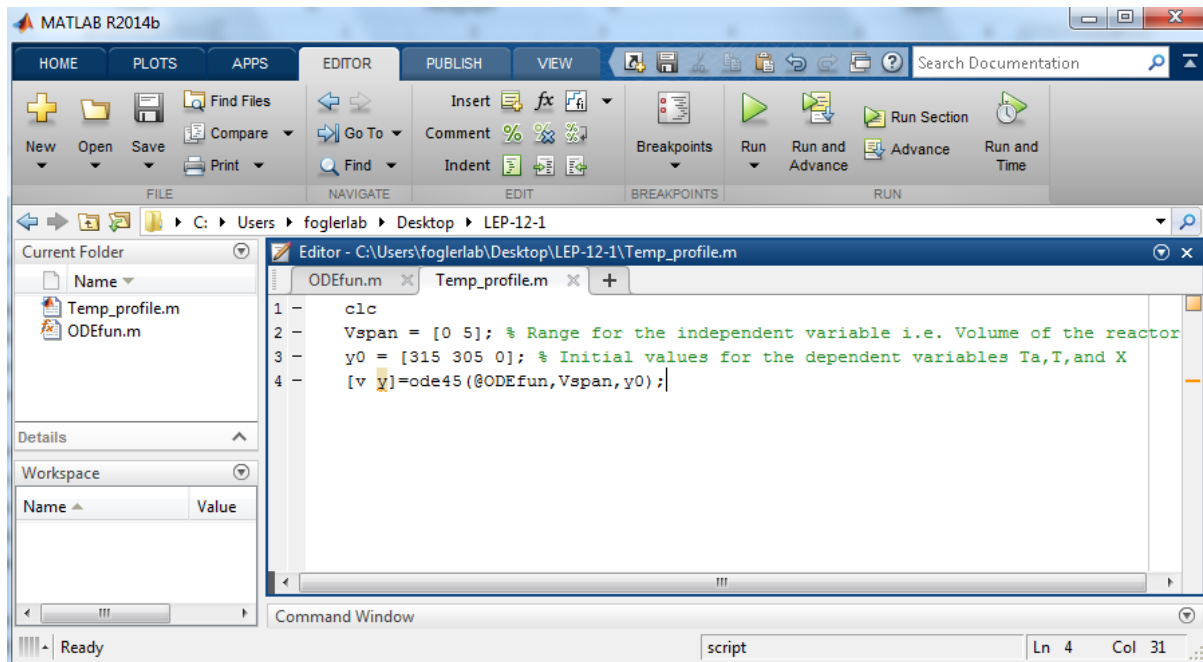 MATLAB R2014b
HOME PLOTS APPS EDITOR PUBLISH VIEW Search Documentation
New Open Save
Find Files
Compare
Print
FILE
Go To
Find
NAVIGATE
Insert fx fi
Comment %
Indent
EDIT
Breakpoints
BREAKPOINTS
Run
Run and Advance
Run Section
Advance
Run and Time
RUN
C: Users foglerlab Desktop LEP-12-1
Current Folder
Name
Temp_profile.m
ODEfun.m
Details
Workspace
Name Value
Editor - C:\Users\foglerlab\Desktop\LEP-12-1\Temp_profile.m
ODEfun.m Temp_profile.m +
1 – clc
2 – Vspan = [0 5]; % Range for the independent variable i.e. Volume of the reactor
3 – y0 = [315 305 0]; % Initial values for the dependent variables Ta,T,and X
4 – [v y]=ode45(@ODEfun,Vspan,y0);
Command Window
Ready script Ln 4 Col 31